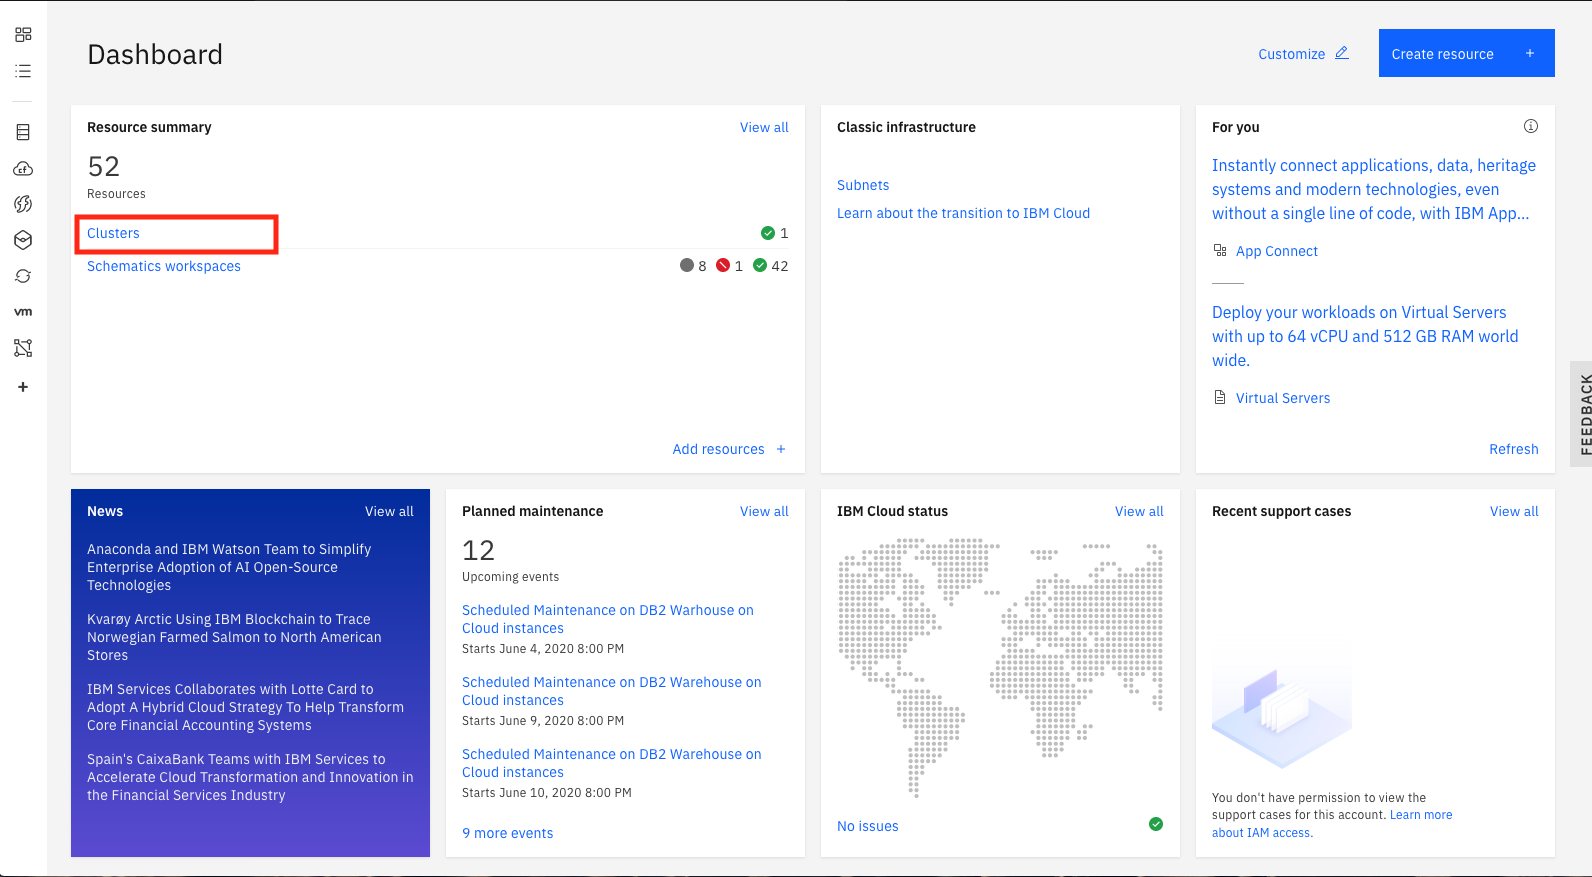 Dashboard
Customize
Create resource +
Resource summary
View all
52
Resources
Clusters
1
Schematics workspaces
8 1 42
Add resources +
Classic infrastructure
Subnets
Learn about the transition to IBM Cloud
For you
Instantly connect applications, data, heritage
systems and modern technologies, even
without a single line of code, with IBM App...
App Connect
Deploy your workloads on Virtual Servers
with up to 64 vCPU and 512 GB RAM world
wide.
Virtual Servers
Refresh
cf
vm
+
FEEDBACK
News
View all
Anaconda and IBM Watson Team to Simplify
Enterprise Adoption of AI Open-Source
Technologies
Kvarøy Arctic Using IBM Blockchain to Trace
Norwegian Farmed Salmon to North American
Stores
IBM Services Collaborates with Lotte Card to
Adopt A Hybrid Cloud Strategy To Help Transform
Core Financial Accounting Systems
Spain's CaixaBank Teams with IBM Services to
Accelerate Cloud Transformation and Innovation in
the Financial Services Industry
Planned maintenance
View all
12
Upcoming events
Scheduled Maintenance on DB2 Warhouse on
Cloud instances
Starts June 4, 2020 8:00 PM
Scheduled Maintenance on DB2 Warehouse on
Cloud instances
Starts June 9, 2020 8:00 PM
Scheduled Maintenance on DB2 Warehouse on
Cloud instances
Starts June 10, 2020 8:00 PM
9 more events
IBM Cloud status
View all
No issues
Recent support cases
View all
You don't have permission to view the
support cases for this account. Learn more
about IAM access.